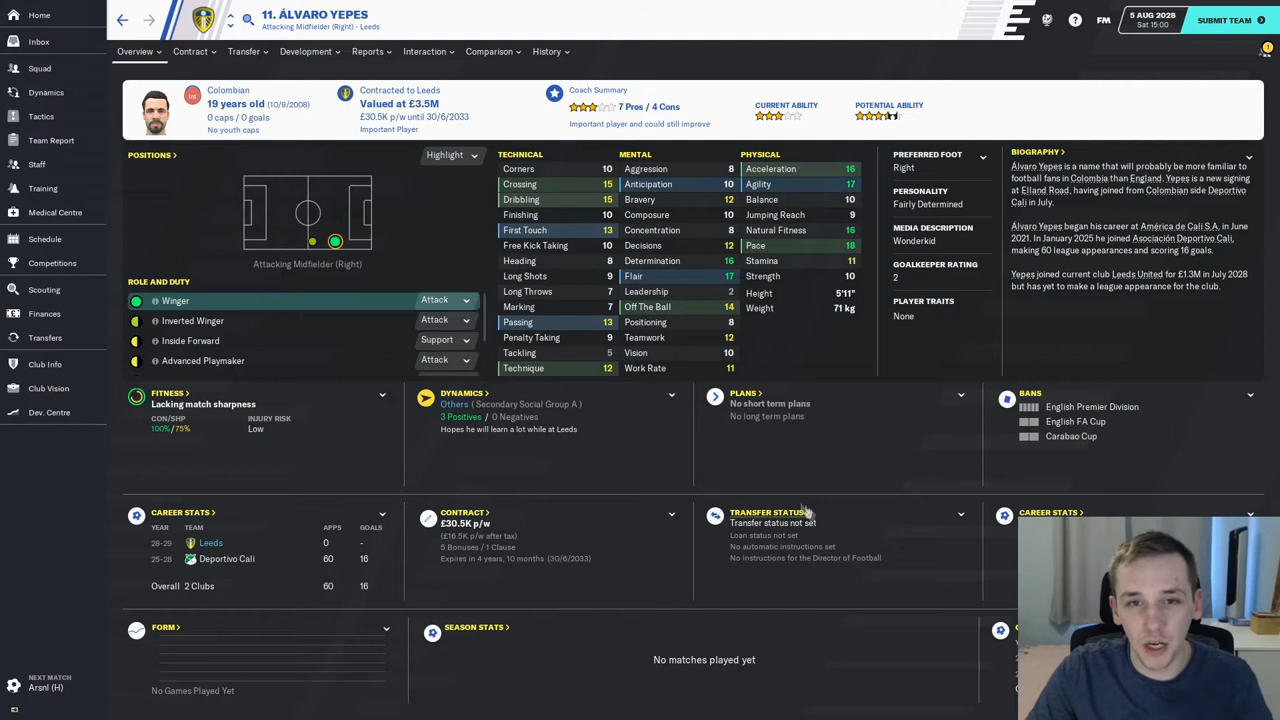 Home
Inbox
Squad
Dynamics
Tactics
Team Report
Staff
Training
Medical Centre
Schedule
Competitions
Scouting
Finances
Transfers
Club Info
Club Vision
Dev. Centre
NEXT MATCH
Arsnl (H)
11. ÁLVARO YEPES
Attacking Midfielder (Right) - Leeds
FM
5 AUG 2028
Sat 15:00
SUBMIT TEAM
1
Overview
Contract
Transfer
Development
Reports
Interaction
Comparison
History
Int
Colombian
19 years old (10/9/2008)
0 caps / 0 goals
No youth caps
Contracted to Leeds
Valued at £3.5M
£30.5K p/w until 30/6/2033
Important Player
Coach Summary
7 Pros / 4 Cons
Important player and could still improve
CURRENT ABILITY
POTENTIAL ABILITY
POSITIONS
Highlight
Attacking Midfielder (Right)
ROLE AND DUTY
Winger Attack
Inverted Winger Attack
Inside Forward Support
Advanced Playmaker Attack
TECHNICAL
Corners 10
Crossing 15
Dribbling 15
Finishing 10
First Touch 13
Free Kick Taking 10
Heading 8
Long Shots 9
Long Throws 7
Marking 7
Passing 13
Penalty Taking 9
Tackling 5
Technique 12
MENTAL
Aggression 8
Anticipation 10
Bravery 12
Composure 10
Concentration 8
Decisions 12
Determination 16
Flair 17
Leadership 2
Off The Ball 14
Positioning 8
Teamwork 12
Vision 10
Work Rate 11
PHYSICAL
Acceleration 16
Agility 17
Balance 10
Jumping Reach 9
Natural Fitness 16
Pace 18
Stamina 11
Strength 10
Height 5'11"
Weight 71 kg
PREFERRED FOOT
Right
PERSONALITY
Fairly Determined
MEDIA DESCRIPTION
Wonderkid
GOALKEEPER RATING
2
PLAYER TRAITS
None
BIOGRAPHY
Álvaro Yepes is a name that will probably be more familiar to
football fans in Colombia than England. Yepes is a new signing
at Elland Road, having joined from Colombian side Deportivo
Cali in July.
Álvaro Yepes began his career at América de Cali S.A. in June
2021. In January 2025 he joined Asociación Deportivo Cali,
making 60 league appearances and scoring 16 goals.
Yepes joined current club Leeds United for £1.3M in July 2028
but has yet to make a league appearance for the club.
FITNESS
Lacking match sharpness
CON/SHP
100%/75%
INJURY RISK
Low
DYNAMICS
Others (Secondary Social Group A)
3 Positives / 0 Negatives
Hopes he will learn a lot while at Leeds
PLANS
No short term plans
No long term plans
BANS
English Premier Division
English FA Cup
Carabao Cup
CAREER STATS
YEAR TEAM APPS GOALS
28-29 Leeds 0 -
25-28 Deportivo Cali 60 16
Overall 2 Clubs 60 16
CONTRACT
£30.5K p/w
(£16.5K p/w after tax)
5 Bonuses / 1 Clause
Expires in 4 years, 10 months (30/6/2033)
TRANSFER STATUS
Transfer status not set
Loan status not set
No automatic instructions set
No instructions for the Director of Football
CAREER STATS
FORM
No Games Played Yet
SEASON STATS
No matches played yet